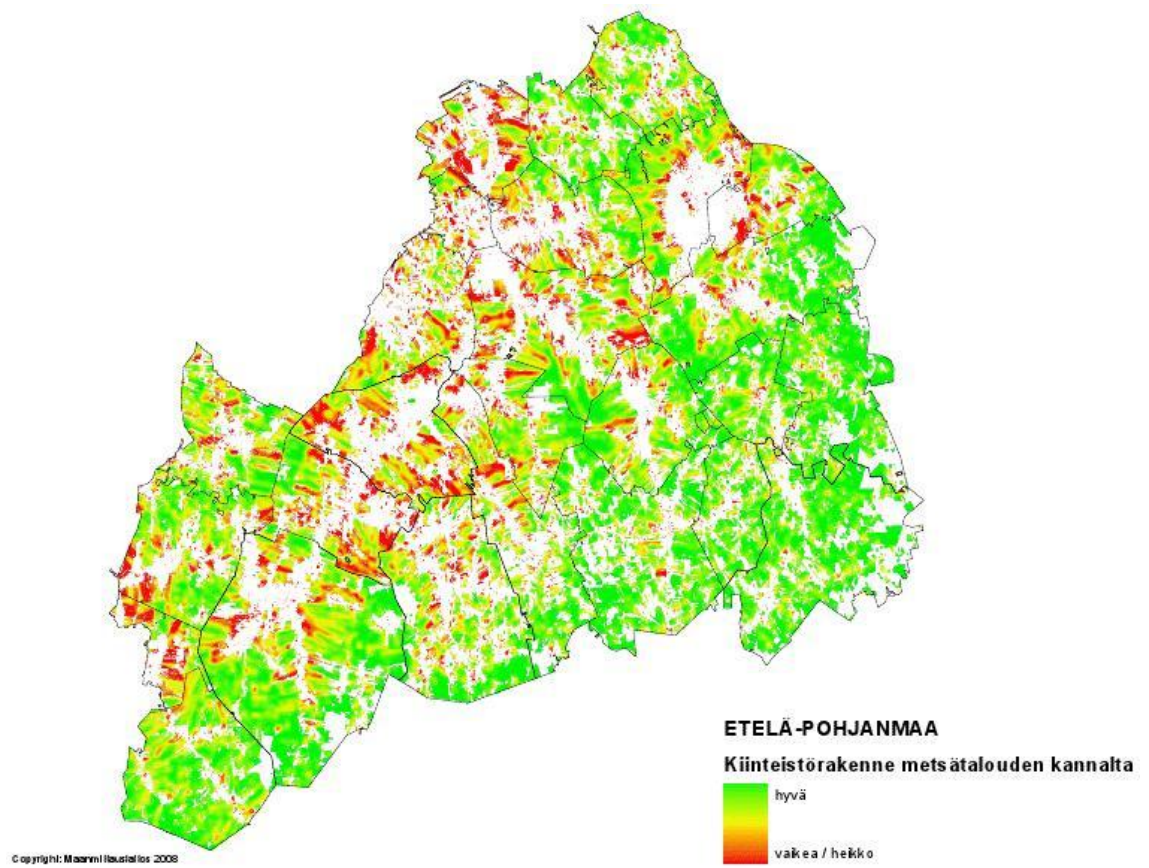 ETELÄ-POHJANMAA
Kiinteistörakenne metsätalouden kannalta
hyvä
vaikea / heikko
Copyright: Maanmittauslaitos 2008